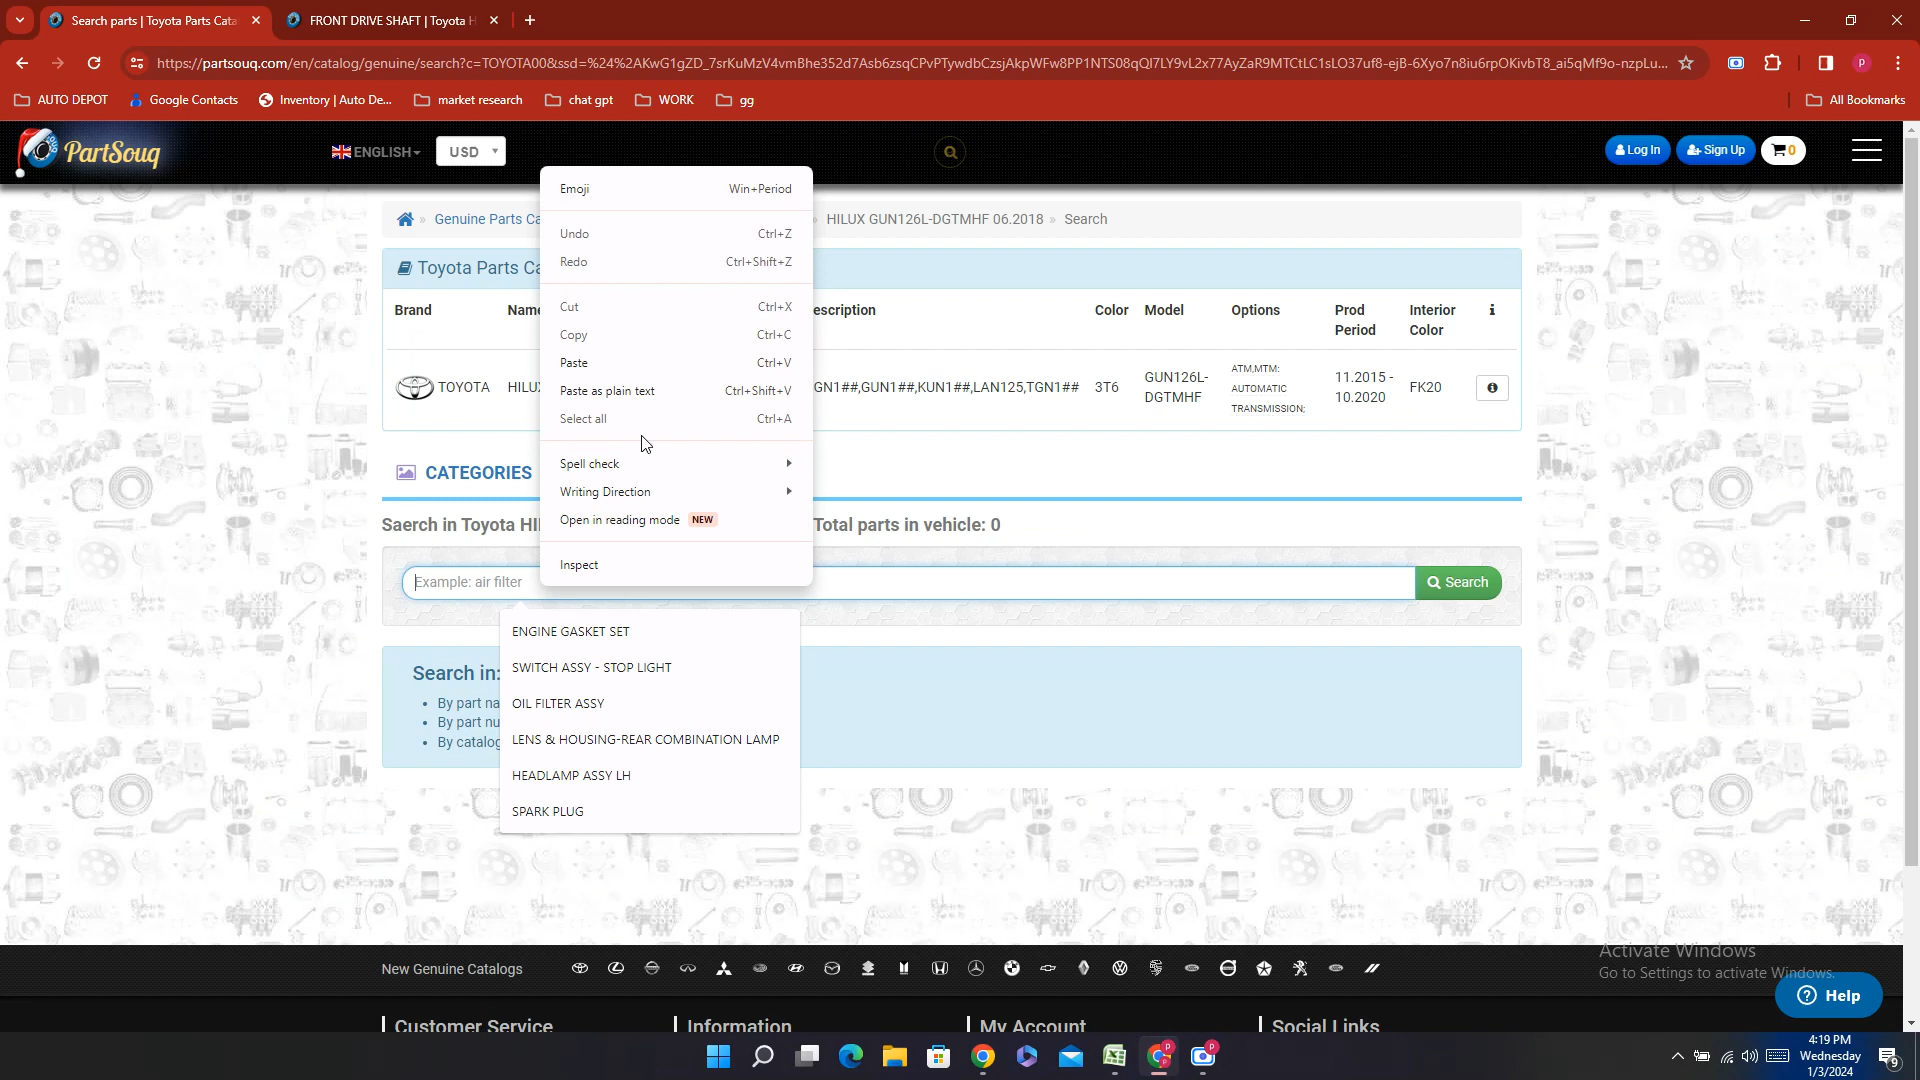 Search parts | Toyota Parts Cata
FRONT DRIVE SHAFT | Toyota H
https://partsouq.com/en/catalog/genuine/search?c=TOYOTA00&ssd=%24%2AKwG1gZD_7srKuMzV4vmBhe352d7Asb6zsqCPvPTywdbCzsjAkpWFw8PP1NTS08qQI7LY9vL2x77AyZaR9MTCtLC1sLO37uf8-ejB-6Xyo7n8iu6rpOKivbT8_ai5qMf9o-nzpLu...
P
AUTO DEPOT
Google Contacts
Inventory | Auto De...
market research
chat gpt
WORK
gg
All Bookmarks
PartSouq
ENGLISH
USD
Log In
Sign Up
0
Emoji Win+Period
Undo Ctrl+Z
Redo Ctrl+Shift+Z
Cut Ctrl+X
Copy Ctrl+C
Paste Ctrl+V
Paste as plain text Ctrl+Shift+V
Select all Ctrl+A
Spell check
Writing Direction
Open in reading mode NEW
Inspect
Genuine Parts Ca
» HILUX GUN126L-DGTMHF 06.2018 » Search
Toyota Parts Ca
Brand Name escription Color Model Options Prod Period Interior Color i
TOYOTA HILUX GN1##,GUN1##,KUN1##,LAN125,TGN1## 3T6 GUN126L-DGTMHF ATM,MTM: AUTOMATIC TRANSMISSION; 11.2015 - 10.2020 FK20
CATEGORIES
Saerch in Toyota HI Total parts in vehicle: 0
Example: air filter
Search
ENGINE GASKET SET
SWITCH ASSY - STOP LIGHT
OIL FILTER ASSY
LENS & HOUSING-REAR COMBINATION LAMP
HEADLAMP ASSY LH
SPARK PLUG
Search in:
• By part na
• By part nu
• By catalog
Activate Windows
Go to Settings to activate Windows.
New Genuine Catalogs
Help
Customer Service
Information
My Account
Social Links
4:19 PM
Wednesday
1/3/2024
9